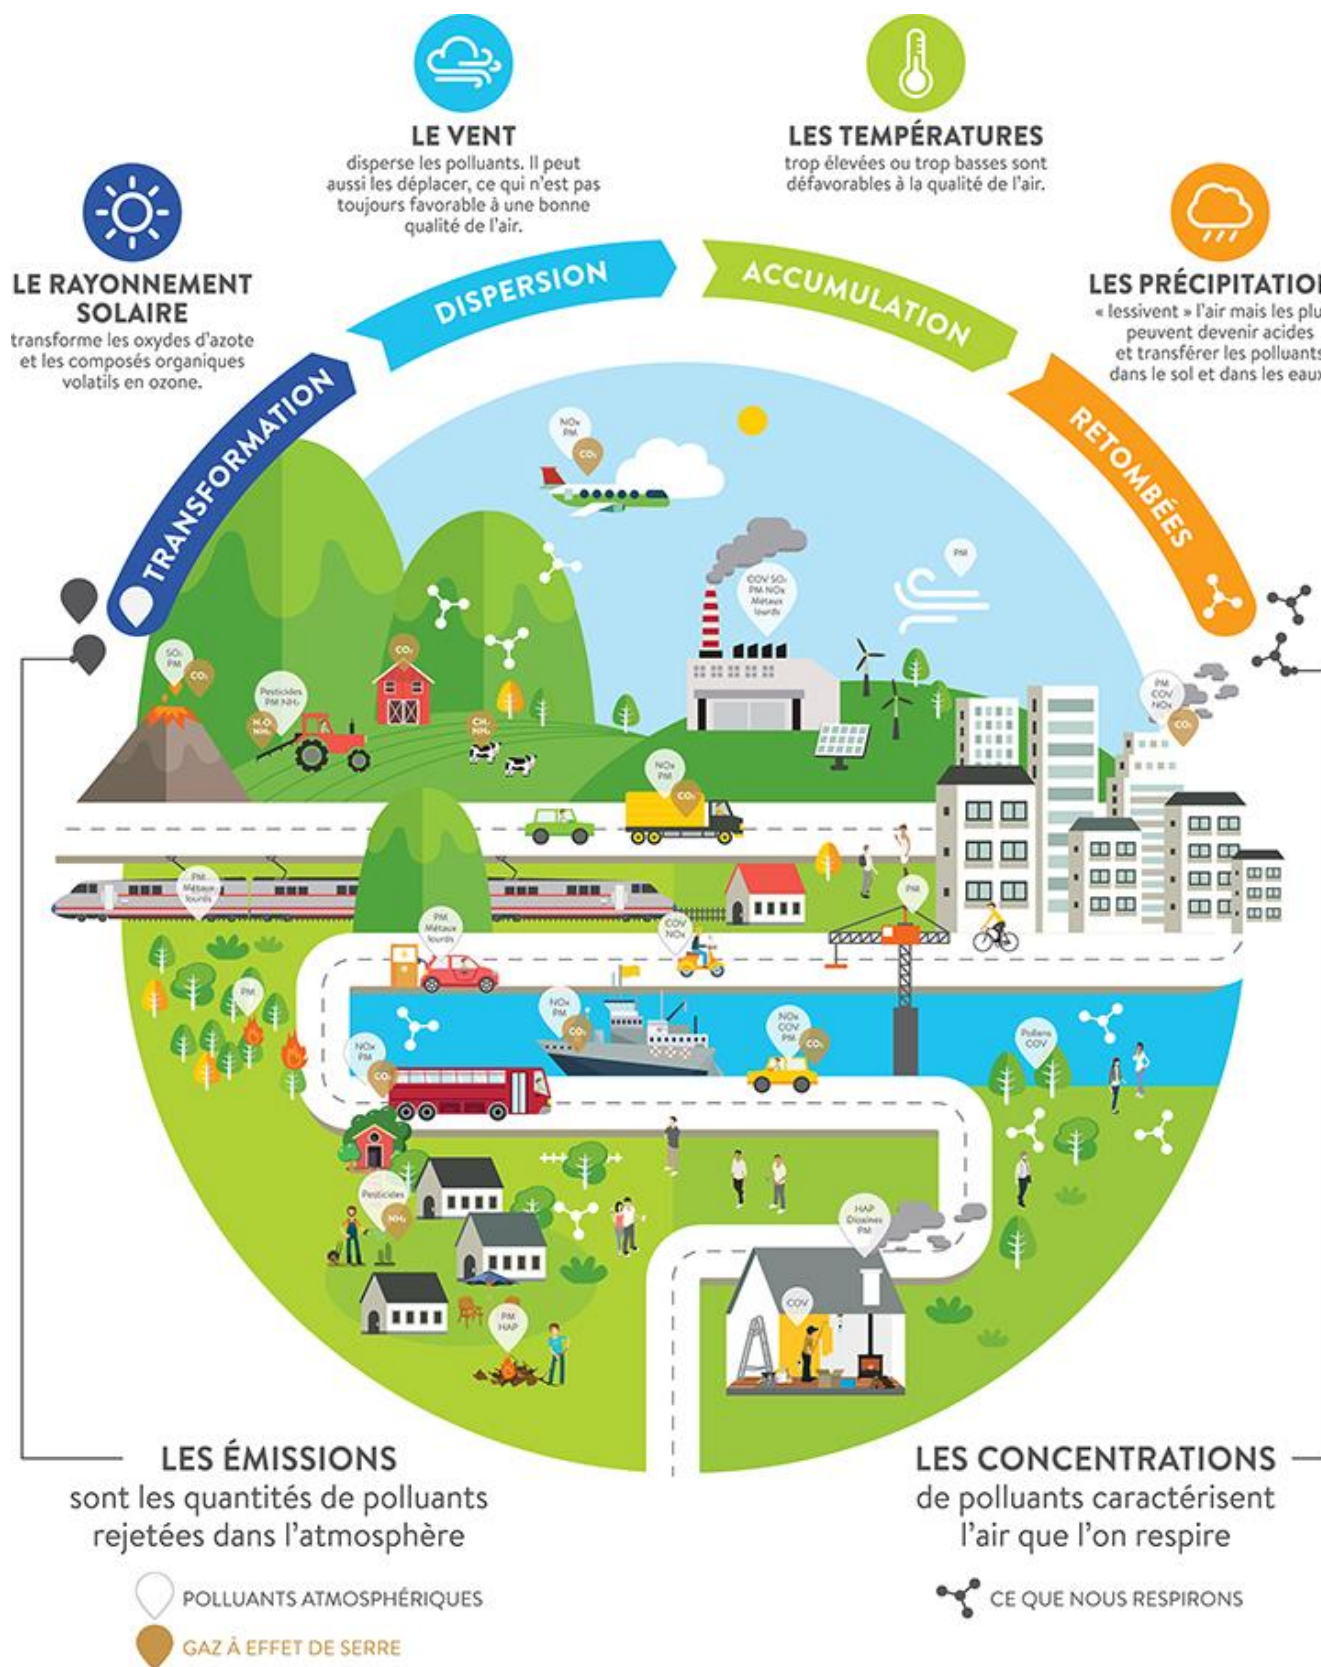 LE VENT
disperse les polluants. Il peut
aussi les déplacer, ce qui n'est pas
toujours favorable à une bonne
qualité de l'air.
LES TEMPÉRATURES
trop élevées ou trop basses sont
défavorables à la qualité de l'air.
LE RAYONNEMENT
SOLAIRE
transforme les oxydes d'azote
et les composés organiques
volatils en ozone.
LES PRÉCIPITATION
« lessivent » l'air mais les plu
peuvent devenir acides
et transférer les polluants
dans le sol et dans les eaux
TRANSFORMATION
DISPERSION
ACCUMULATION
RETOMBÉES
NOx
PM
CO₂
COV SO₂
PM NOx
Métaux
lourds
PM
SO₂
PM
CO₂
Pesticides
PM NH₃
N₂O
NH₃
CO₂
CH₄
NH₃
NOx
PM
CO₂
PM
COV
NOx
CO₂
PM
Métaux
lourds
PM
Métaux
lourds
COV
NOx
PM
PM
NOx
PM
CO₂
NOx
PM
CO₂
NOx
COV
PM
CO₂
Pollens
COV
Pesticides
NH₃
HAP
Dioxines
PM
COV
PM
HAP
LES ÉMISSIONS
sont les quantités de polluants
rejetées dans l'atmosphère
POLLUANTS ATMOSPHÉRIQUES
GAZ À EFFET DE SERRE
LES CONCENTRATIONS
de polluants caractérisent
l'air que l'on respire
CE QUE NOUS RESPIRONS